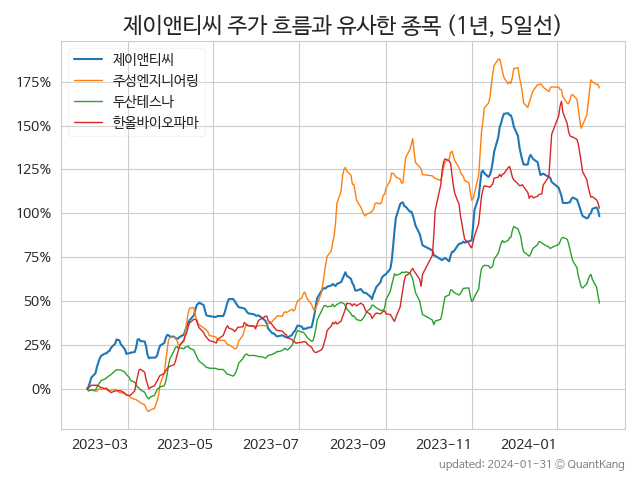 제이앤티씨 주가 흐름과 유사한 종목 (1년, 5일선)
제이앤티씨
주성엔지니어링
두산테스나
한올바이오파마
175%
150%
125%
100%
75%
50%
25%
0%
2023-03 2023-05 2023-07 2023-09 2023-11 2024-01
updated: 2024-01-31 © QuantKang